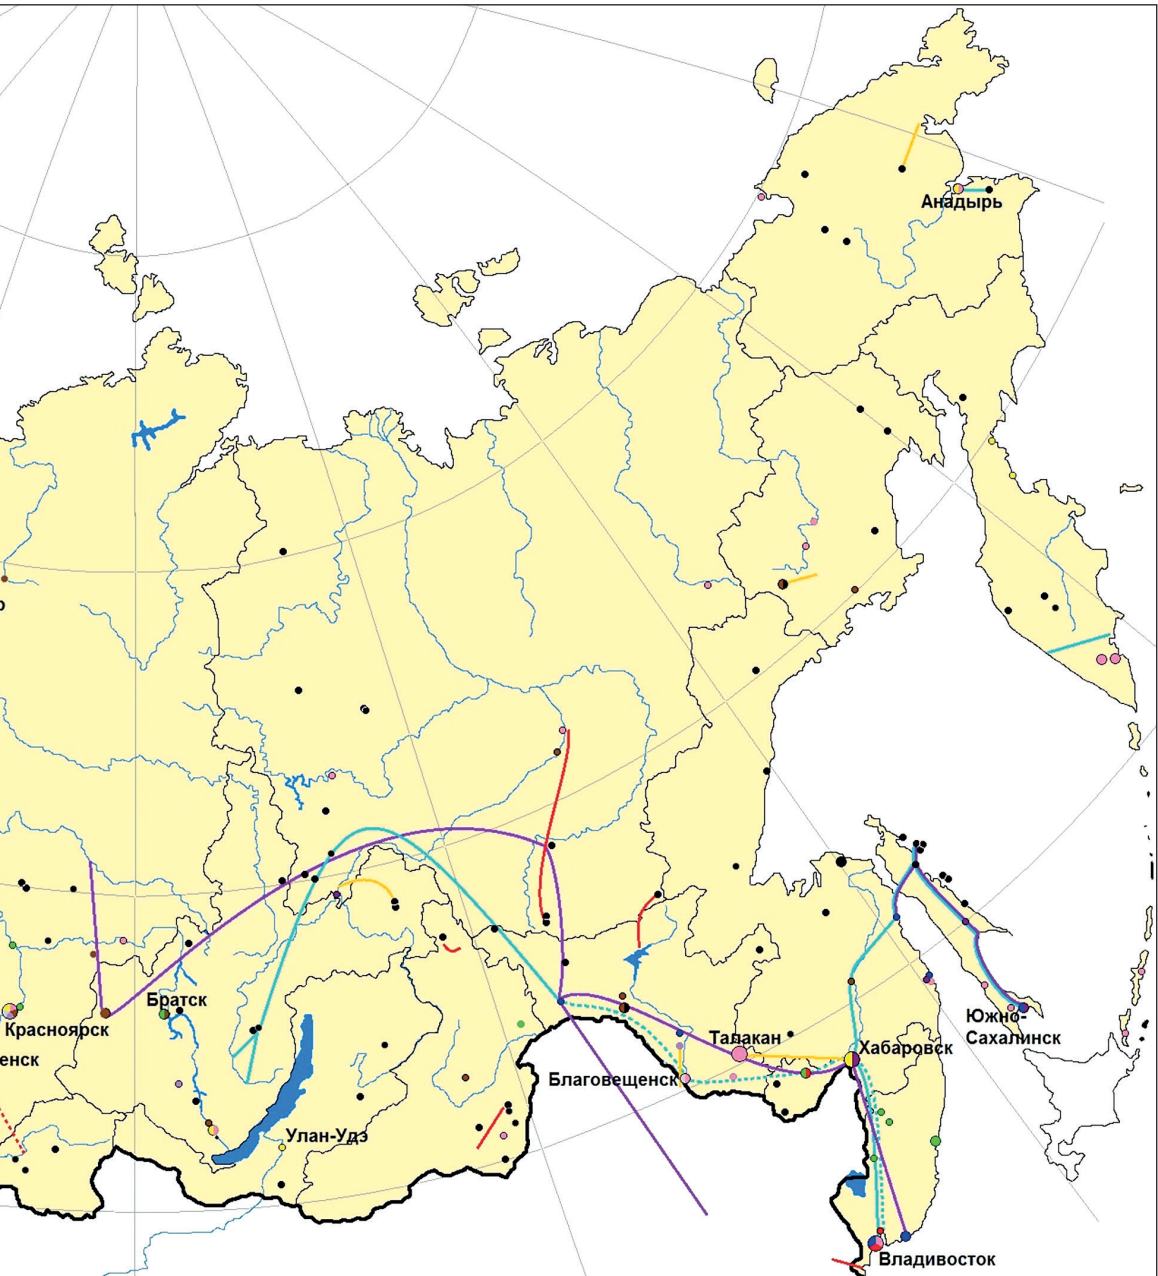 Анадырь
Братск
Красноярск
енск
Талакан
Хабаровск
Южно-
Сахалинск
Благовещенск
Улан-Удэ
Владивосток